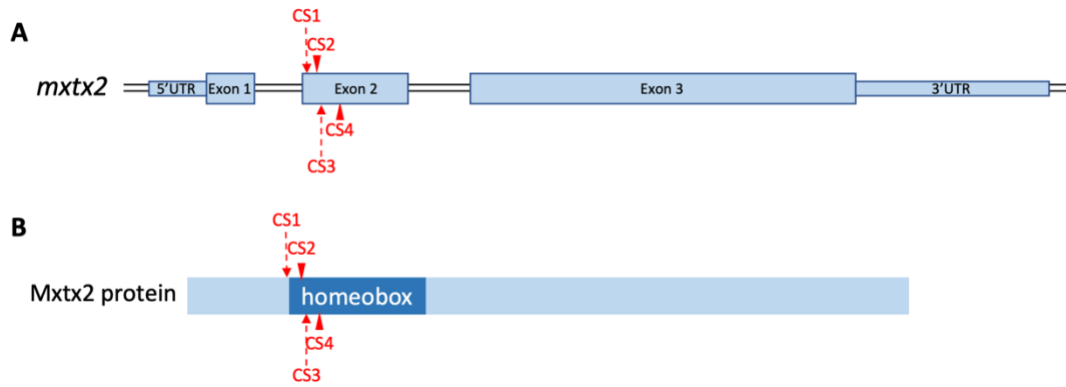 A
CS1
CS2
mxtx2
5'UTR
Exon 1
Exon 2
Exon 3
3'UTR
CS4
CS3
B
CS1
CS2
Mxtx2 protein
homeobox
CS4
CS3